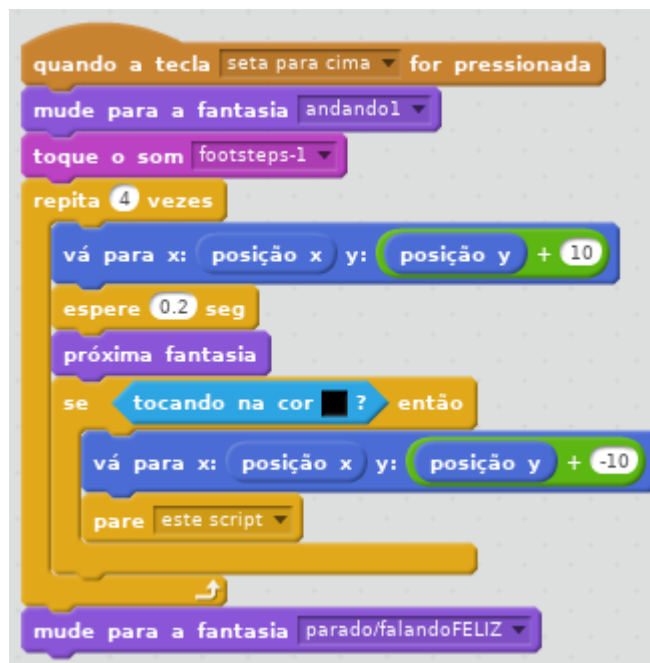 quando a tecla seta para cima for pressionada
mude para a fantasia andando1
toque o som footsteps-1
repita 4 vezes
vá para x: posição x y: posição y + 10
espere 0.2 seg
próxima fantasia
se tocando na cor ? então
vá para x: posição x y: posição y + -10
pare este script
mude para a fantasia parado/falandoFELIZ